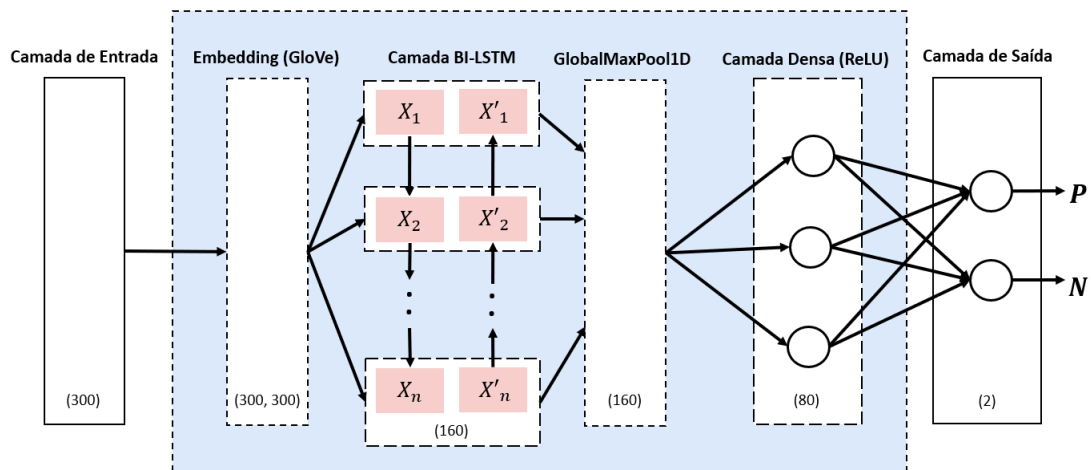 Camada de Entrada
Embedding (GloVe)
Camada BI-LSTM
GlobalMaxPool1D
Camada Densa (ReLU)
Camada de Saída
X₁ X′₁
X₂ X′₂
Xₙ X′ₙ
P
N
(300)
(300, 300)
(160)
(160)
(80)
(2)